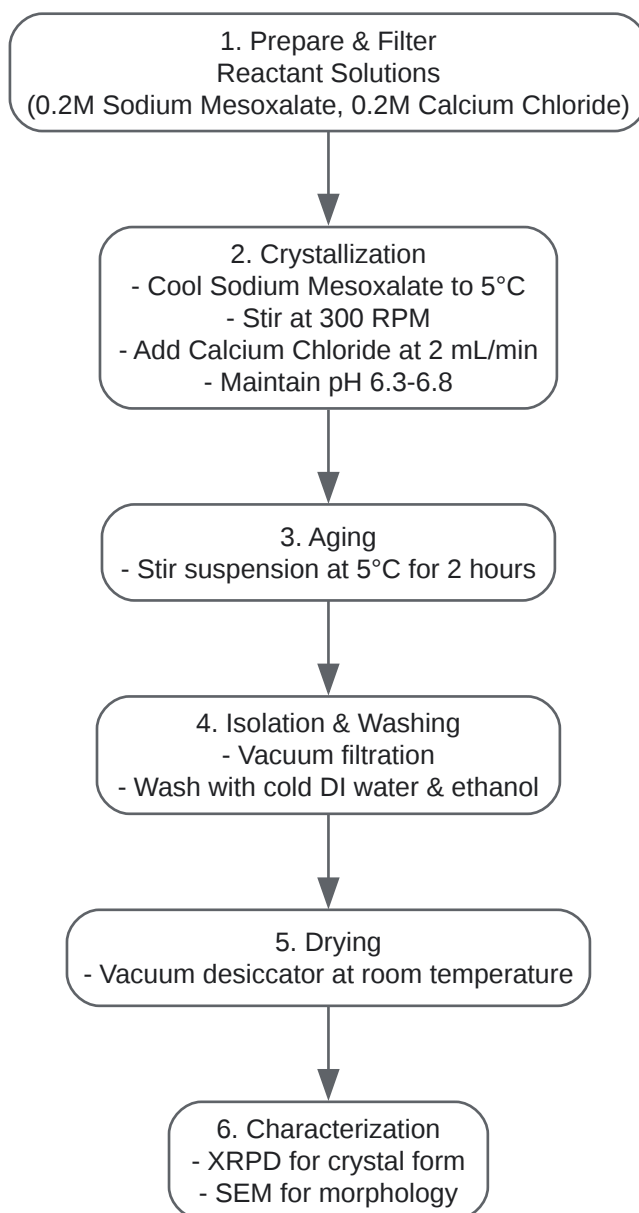 1. Prepare & Filter
Reactant Solutions
(0.2M Sodium Mesoxalate, 0.2M Calcium Chloride)
2. Crystallization
- Cool Sodium Mesoxalate to 5°C
- Stir at 300 RPM
- Add Calcium Chloride at 2 mL/min
- Maintain pH 6.3-6.8
3. Aging
- Stir suspension at 5°C for 2 hours
4. Isolation & Washing
- Vacuum filtration
- Wash with cold DI water & ethanol
5. Drying
- Vacuum desiccator at room temperature
6. Characterization
- XRPD for crystal form
- SEM for morphology